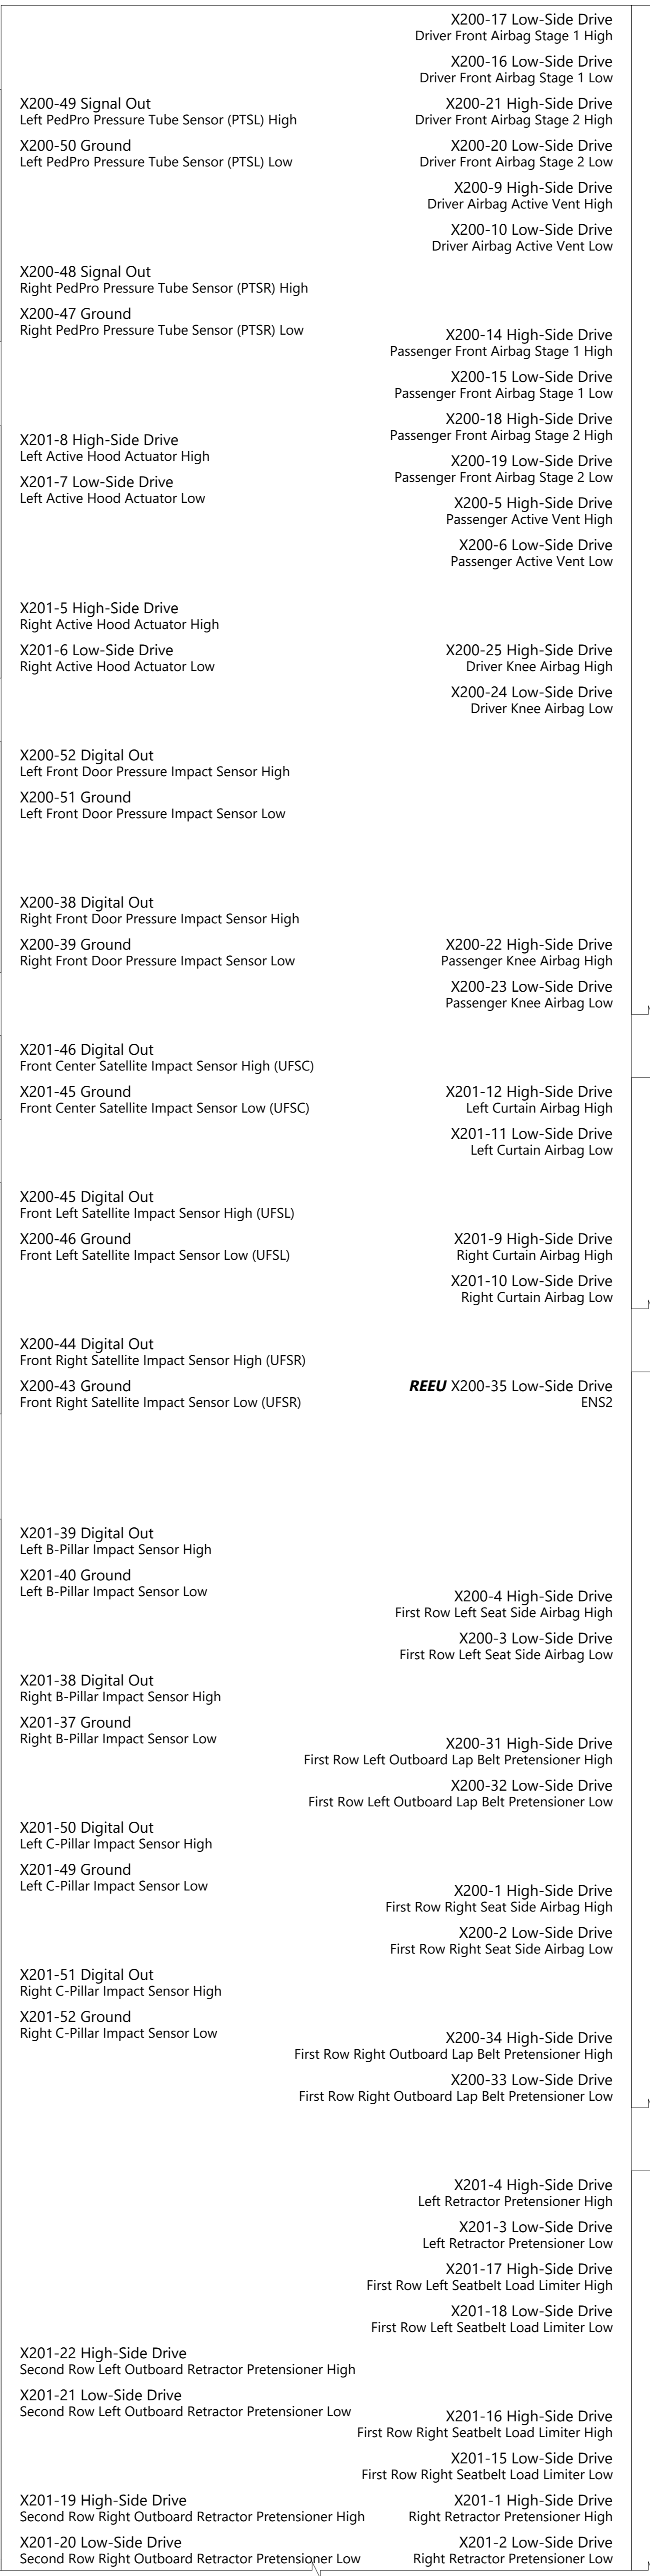 X200-17 Low-Side Drive
Driver Front Airbag Stage 1 High
X200-16 Low-Side Drive
Driver Front Airbag Stage 1 Low
X200-49 Signal Out
Left PedPro Pressure Tube Sensor (PTSL) High
X200-21 High-Side Drive
Driver Front Airbag Stage 2 High
X200-50 Ground
Left PedPro Pressure Tube Sensor (PTSL) Low
X200-20 Low-Side Drive
Driver Front Airbag Stage 2 Low
X200-9 High-Side Drive
Driver Airbag Active Vent High
X200-10 Low-Side Drive
Driver Airbag Active Vent Low
X200-48 Signal Out
Right PedPro Pressure Tube Sensor (PTSR) High
X200-47 Ground
Right PedPro Pressure Tube Sensor (PTSR) Low
X200-14 High-Side Drive
Passenger Front Airbag Stage 1 High
X200-15 Low-Side Drive
Passenger Front Airbag Stage 1 Low
X200-18 High-Side Drive
Passenger Front Airbag Stage 2 High
X201-8 High-Side Drive
Left Active Hood Actuator High
X200-19 Low-Side Drive
Passenger Front Airbag Stage 2 Low
X201-7 Low-Side Drive
Left Active Hood Actuator Low
X200-5 High-Side Drive
Passenger Active Vent High
X200-6 Low-Side Drive
Passenger Active Vent Low
X201-5 High-Side Drive
Right Active Hood Actuator High
X201-6 Low-Side Drive
Right Active Hood Actuator Low
X200-25 High-Side Drive
Driver Knee Airbag High
X200-24 Low-Side Drive
Driver Knee Airbag Low
X200-52 Digital Out
Left Front Door Pressure Impact Sensor High
X200-51 Ground
Left Front Door Pressure Impact Sensor Low
X200-38 Digital Out
Right Front Door Pressure Impact Sensor High
X200-39 Ground
Right Front Door Pressure Impact Sensor Low
X200-22 High-Side Drive
Passenger Knee Airbag High
X200-23 Low-Side Drive
Passenger Knee Airbag Low
X201-46 Digital Out
Front Center Satellite Impact Sensor High (UFSC)
X201-45 Ground
Front Center Satellite Impact Sensor Low (UFSC)
X201-12 High-Side Drive
Left Curtain Airbag High
X201-11 Low-Side Drive
Left Curtain Airbag Low
X200-45 Digital Out
Front Left Satellite Impact Sensor High (UFSL)
X200-46 Ground
Front Left Satellite Impact Sensor Low (UFSL)
X201-9 High-Side Drive
Right Curtain Airbag High
X201-10 Low-Side Drive
Right Curtain Airbag Low
X200-44 Digital Out
Front Right Satellite Impact Sensor High (UFSR)
X200-43 Ground
Front Right Satellite Impact Sensor Low (UFSR)
REEU X200-35 Low-Side Drive
ENS2
X201-39 Digital Out
Left B-Pillar Impact Sensor High
X201-40 Ground
Left B-Pillar Impact Sensor Low
X200-4 High-Side Drive
First Row Left Seat Side Airbag High
X200-3 Low-Side Drive
First Row Left Seat Side Airbag Low
X201-38 Digital Out
Right B-Pillar Impact Sensor High
X201-37 Ground
Right B-Pillar Impact Sensor Low
X200-31 High-Side Drive
First Row Left Outboard Lap Belt Pretensioner High
X200-32 Low-Side Drive
First Row Left Outboard Lap Belt Pretensioner Low
X201-50 Digital Out
Left C-Pillar Impact Sensor High
X201-49 Ground
Left C-Pillar Impact Sensor Low
X200-1 High-Side Drive
First Row Right Seat Side Airbag High
X200-2 Low-Side Drive
First Row Right Seat Side Airbag Low
X201-51 Digital Out
Right C-Pillar Impact Sensor High
X201-52 Ground
Right C-Pillar Impact Sensor Low
X200-34 High-Side Drive
First Row Right Outboard Lap Belt Pretensioner High
X200-33 Low-Side Drive
First Row Right Outboard Lap Belt Pretensioner Low
X201-4 High-Side Drive
Left Retractor Pretensioner High
X201-3 Low-Side Drive
Left Retractor Pretensioner Low
X201-17 High-Side Drive
First Row Left Seatbelt Load Limiter High
X201-18 Low-Side Drive
First Row Left Seatbelt Load Limiter Low
X201-22 High-Side Drive
Second Row Left Outboard Retractor Pretensioner High
X201-21 Low-Side Drive
Second Row Left Outboard Retractor Pretensioner Low
X201-16 High-Side Drive
First Row Right Seatbelt Load Limiter High
X201-15 Low-Side Drive
First Row Right Seatbelt Load Limiter Low
X201-19 High-Side Drive
Second Row Right Outboard Retractor Pretensioner High
X201-1 High-Side Drive
Right Retractor Pretensioner High
X201-20 Low-Side Drive
Second Row Right Outboard Retractor Pretensioner Low
X201-2 Low-Side Drive
Right Retractor Pretensioner Low